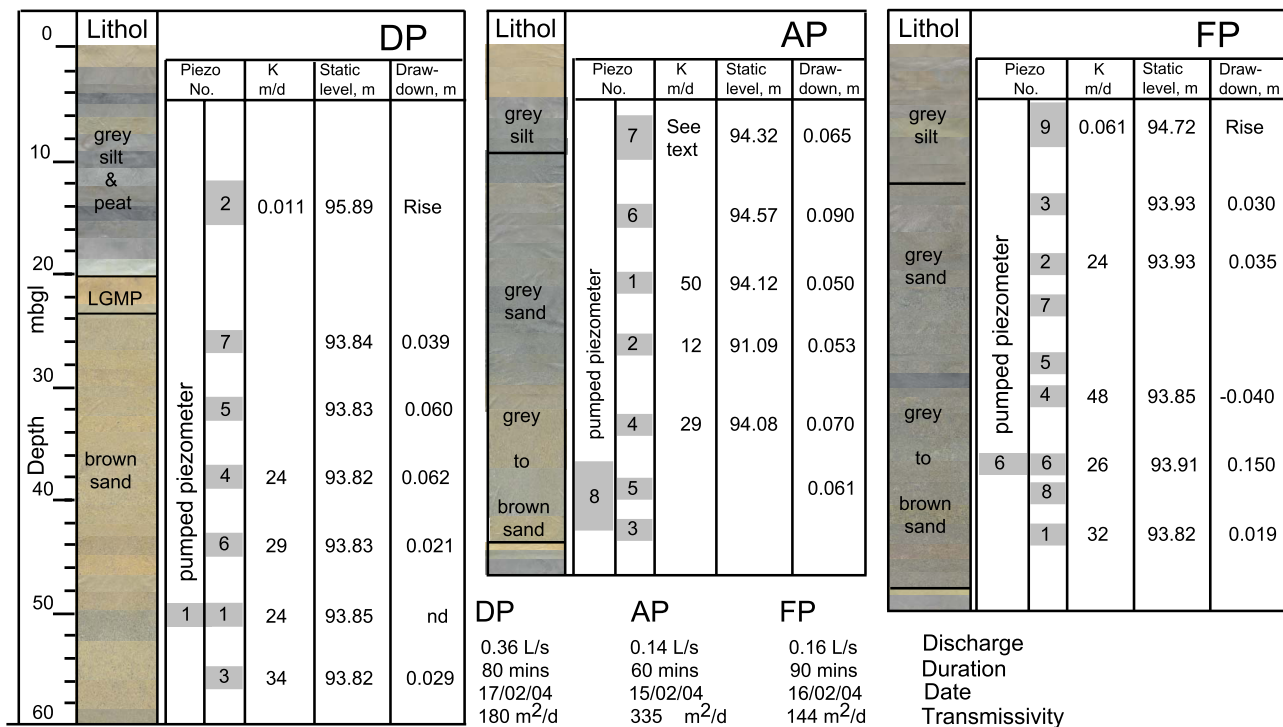 Lithol
DP
Piezo No.
K m/d
Static level, m
Draw-down, m
0
10
20
30
40
50
60
mbgl
Depth
grey
silt
&
peat
LGMP
brown
sand
pumped piezometer
2 0.011 95.89 Rise
7 93.84 0.039
5 93.83 0.060
4 24 93.82 0.062
6 29 93.83 0.021
1 1 24 93.85 nd
3 34 93.82 0.029
Lithol
AP
Piezo No.
K m/d
Static level, m
Draw-down, m
grey
silt
grey
sand
grey
to
brown
sand
pumped piezometer
7 See text 94.32 0.065
6 94.57 0.090
1 50 94.12 0.050
2 12 91.09 0.053
4 29 94.08 0.070
8
5 0.061
3
Lithol
FP
Piezo No.
K m/d
Static level, m
Draw-down, m
grey
silt
grey
sand
grey
to
brown
sand
pumped piezometer
9 0.061 94.72 Rise
3 93.93 0.030
2 24 93.93 0.035
7
5
4 48 93.85 -0.040
6 6 26 93.91 0.150
8
1 32 93.82 0.019
DP AP FP
0.36 L/s 0.14 L/s 0.16 L/s Discharge
80 mins 60 mins 90 mins Duration
17/02/04 15/02/04 16/02/04 Date
180 m²/d 335 m²/d 144 m²/d Transmissivity